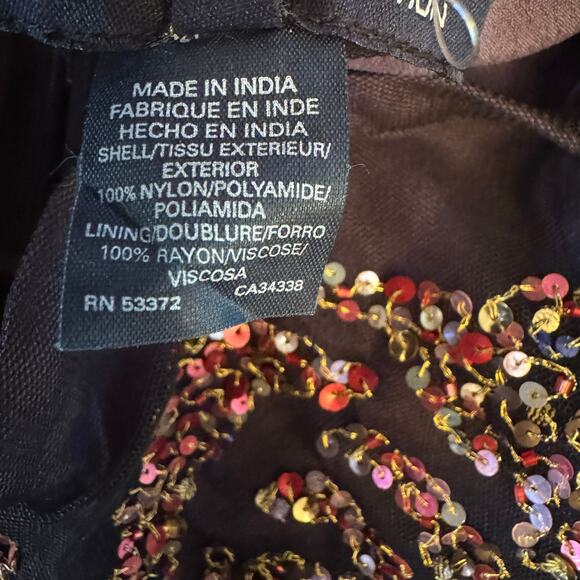 MADE IN INDIA
FABRIQUE EN INDE
HECHO EN INDIA
SHELL/TISSU EXTERIEUR/
EXTERIOR
100% NYLON/POLYAMIDE/
POLIAMIDA
LINING/DOUBLURE/FORRO
100% RAYON/VISCOSE/
VISCOSA
CA34338
RN 53372